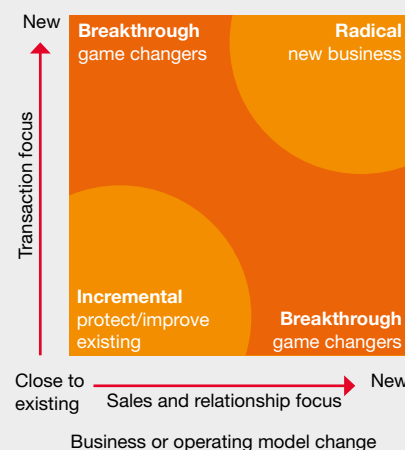 New
Breakthrough
game changers
Radical
new business
Transaction focus
Incremental
protect/improve
existing
Breakthrough
game changers
Close to
existing
New
Sales and relationship focus
Business or operating model change